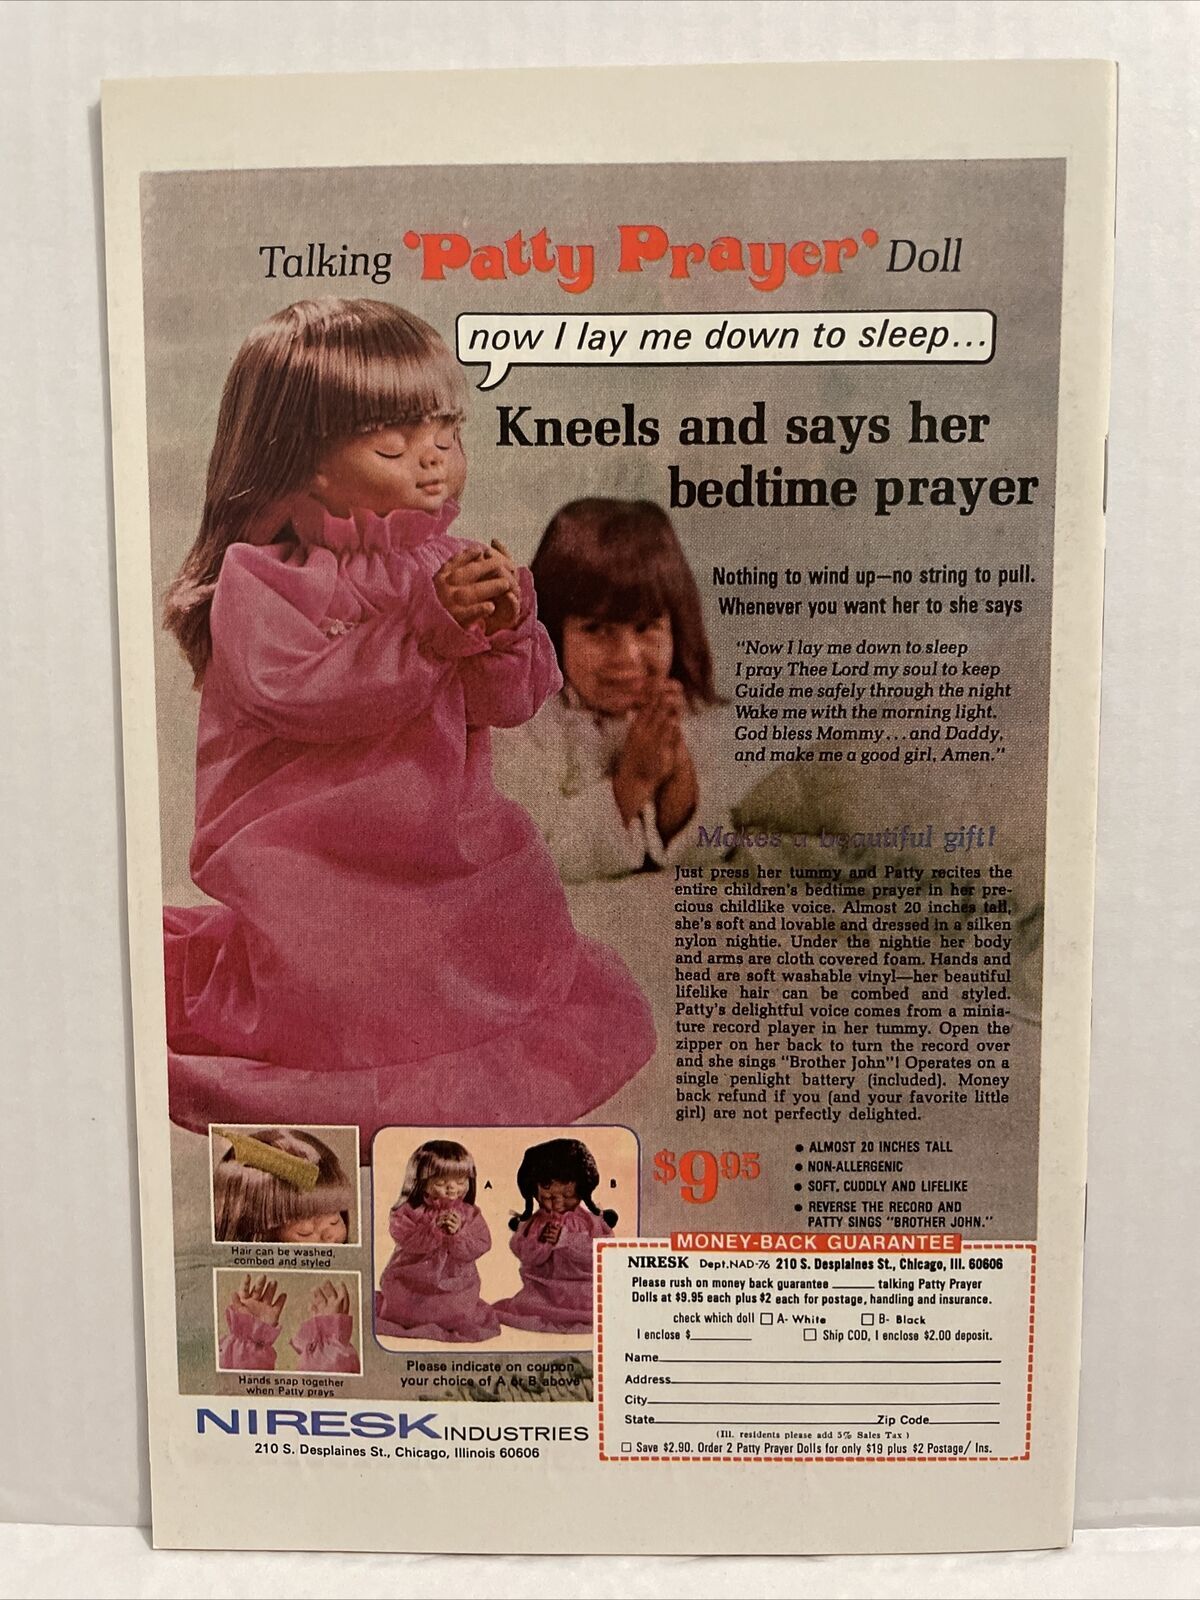 Talking 'Patty Prayer' Doll
now I lay me down to sleep...
Kneels and says her
bedtime prayer
Nothing to wind up—no string to pull.
Whenever you want her to she says
"Now I lay me down to sleep
I pray Thee Lord my soul to keep
Guide me safely through the night
Wake me with the morning light.
God bless Mommy...and Daddy,
and make me a good girl, Amen."
Makes a beautiful gift!
Just press her tummy and Patty recites the
entire children's bedtime prayer in her pre-
cious childlike voice. Almost 20 inches tall,
she's soft and lovable and dressed in a silken
nylon nightie. Under the nightie her body
and arms are cloth covered foam. Hands and
head are soft washable vinyl—her beautiful
lifelike hair can be combed and styled.
Patty's delightful voice comes from a minia-
ture record player in her tummy. Open the
zipper on her back to turn the record over
and she sings "Brother John"! Operates on a
single penlight battery (included). Money
back refund if you (and your favorite little
girl) are not perfectly delighted.
$9.95
• ALMOST 20 INCHES TALL
• NON-ALLERGENIC
• SOFT, CUDDLY AND LIFELIKE
• REVERSE THE RECORD AND
PATTY SINGS "BROTHER JOHN."
Hair can be washed,
combed and styled
Hands snap together
when Patty prays
A
B
Please indicate on coupon
your choice of A or B above
NIRESK INDUSTRIES
210 S. Desplaines St., Chicago, Illinois 60606
MONEY-BACK GUARANTEE
NIRESK Dept. NAD-76 210 S. Desplaines St., Chicago, Ill. 60606
Please rush on money back guarantee ______ talking Patty Prayer
Dolls at $9.95 each plus $2 each for postage, handling and insurance.
check which doll □ A- White □ B- Black
I enclose $________ □ Ship COD, I enclose $2.00 deposit.
Name
Address
City
State Zip Code
(Ill. residents please add 5% Sales Tax)
□ Save $2.90. Order 2 Patty Prayer Dolls for only $19 plus $2 Postage/ Ins.